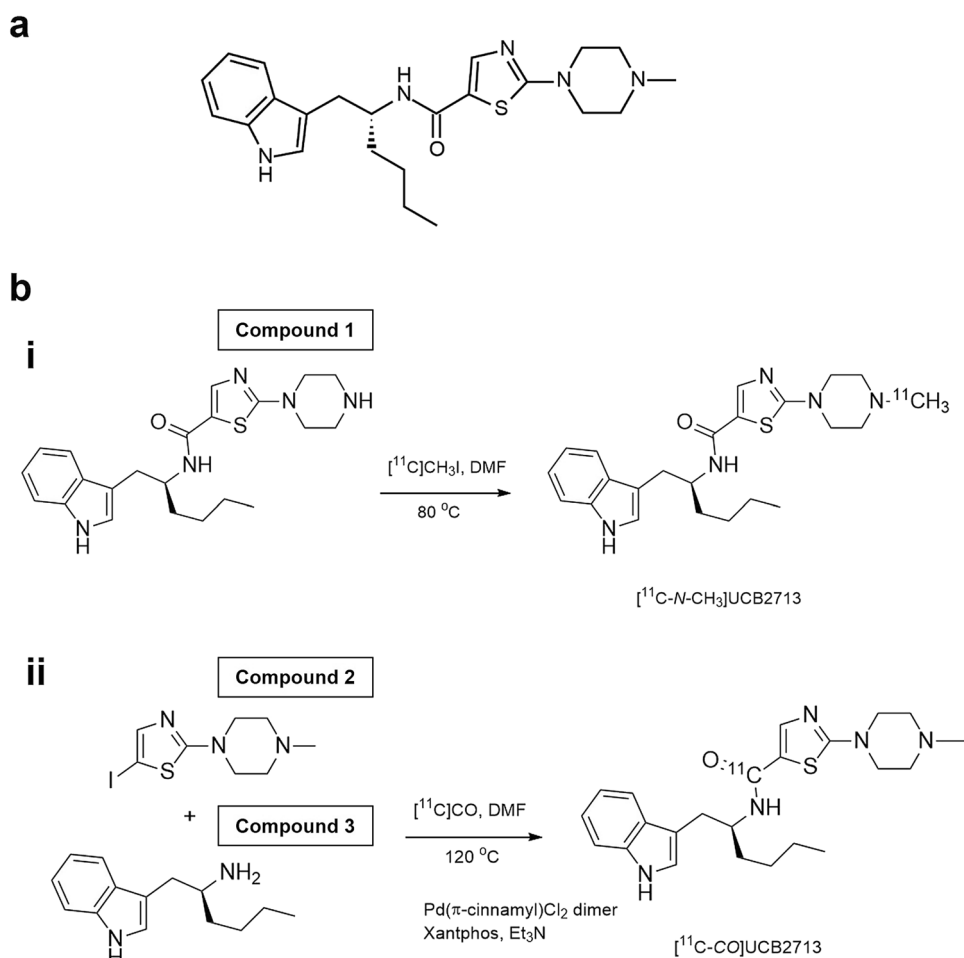 a
N
H
H
N
O
N
S
N
N
b
i
Compound 1
N
S
N
NH
O
NH
N
H
[¹¹C]CH₃I, DMF
80 °C
N
S
N
N
¹¹CH₃
O
NH
N
H
[¹¹C-N-CH₃]UCB2713
ii
Compound 2
N
S
I
N
N
+
Compound 3
NH₂
N
H
[¹¹C]CO, DMF
120 °C
Pd(π-cinnamyl)Cl₂ dimer
Xantphos, Et₃N
N
S
N
N
O
¹¹C
NH
N
H
[¹¹C-CO]UCB2713